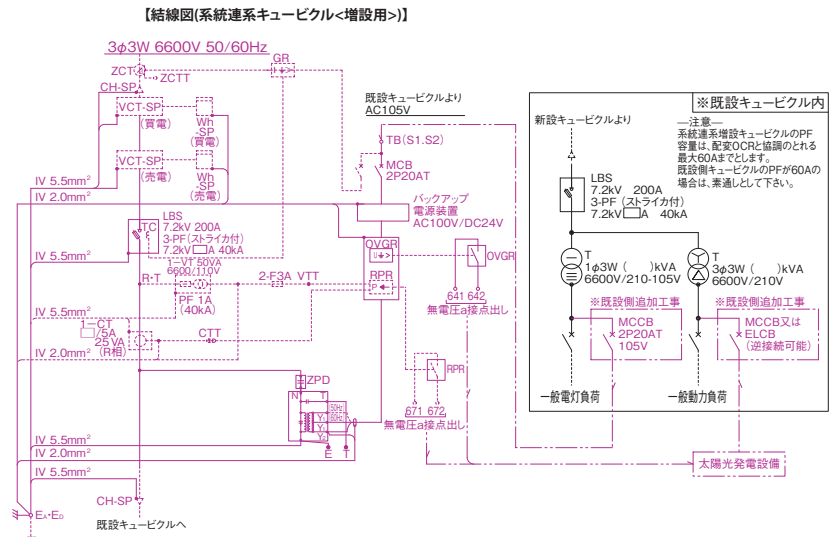 【結線図(系統連系キュービクル<増設用>)】
3φ3W 6600V 50/60Hz
ZCT
ZCTT
GR
I⏚>
CH-SP
VCT-SP
(買電)
Wh
-SP
(買電)
VCT-SP
(売電)
Wh
-SP
(売電)
IV 5.5mm²
IV 2.0mm²
LBS
7.2kV 200A
3-PF(ストライカ付)
7.2kV□A 40kA
TC
IV 5.5mm²
1-VT 50VA
6600/110V
R・T
PF 1A
(40kA)
2-F3A VTT
IV 5.5mm²
1-CT
□/5A
25VA
(R相)
IV 2.0mm²
CTT
既設キュービクルより
AC105V
TB(S1.S2)
MCB
2P20AT
バックアップ
電源装置
AC100V/DC24V
OVGR
U⏚>
RPR
P←
OVGR
641 642
無電圧a接点出し
RPR
671 672
無電圧a接点出し
ZPD
N
T
50Hz
60Hz
Y₁
Y₁
Y₂
E
T
IV 5.5mm²
IV 2.0mm²
IV 5.5mm²
CH-SP
EA・ED
既設キュービクルへ
※既設キュービクル内
新設キュービクルより
―注意―
系統連系増設キュービクルのPF
容量は、配変OCRと協調のとれる
最大60Aまでとします。
既設側キュービクルのPFが60Aの
場合は、素通しとして下さい。
LBS
7.2kV 200A
3-PF(ストライカ付)
7.2kV□A 40kA
T
1φ3W ( )kVA
6600V/210-105V
T
3φ3W ( )kVA
6600V/210V
※既設側追加工事
MCCB
2P20AT
105V
※既設側追加工事
MCCB又は
ELCB
(逆接続可能)
一般電灯負荷
一般動力負荷
太陽光発電設備